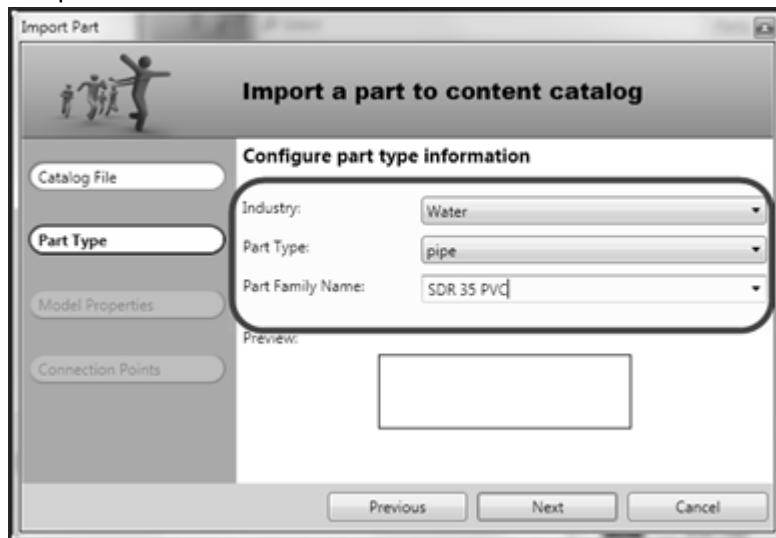 Import Part
Import a part to content catalog
Catalog File
Part Type
Model Properties
Connection Points
Configure part type information
Industry: Water
Part Type: pipe
Part Family Name: SDR 35 PVC
Preview:
Previous Next Cancel